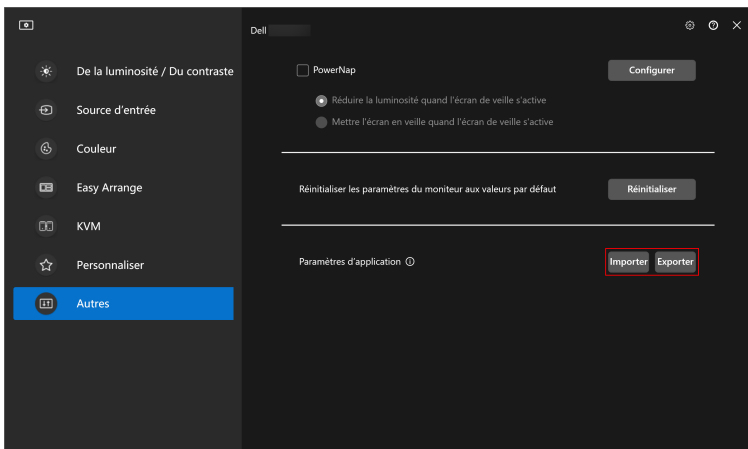 Dell
De la luminosité / Du contraste
Source d'entrée
Couleur
Easy Arrange
KVM
Personnaliser
Autres
PowerNap
Configurer
Réduire la luminosité quand l'écran de veille s'active
Mettre l'écran en veille quand l'écran de veille s'active
Réinitialiser les paramètres du moniteur aux valeurs par défaut
Réinitialiser
Paramètres d'application
Importer
Exporter